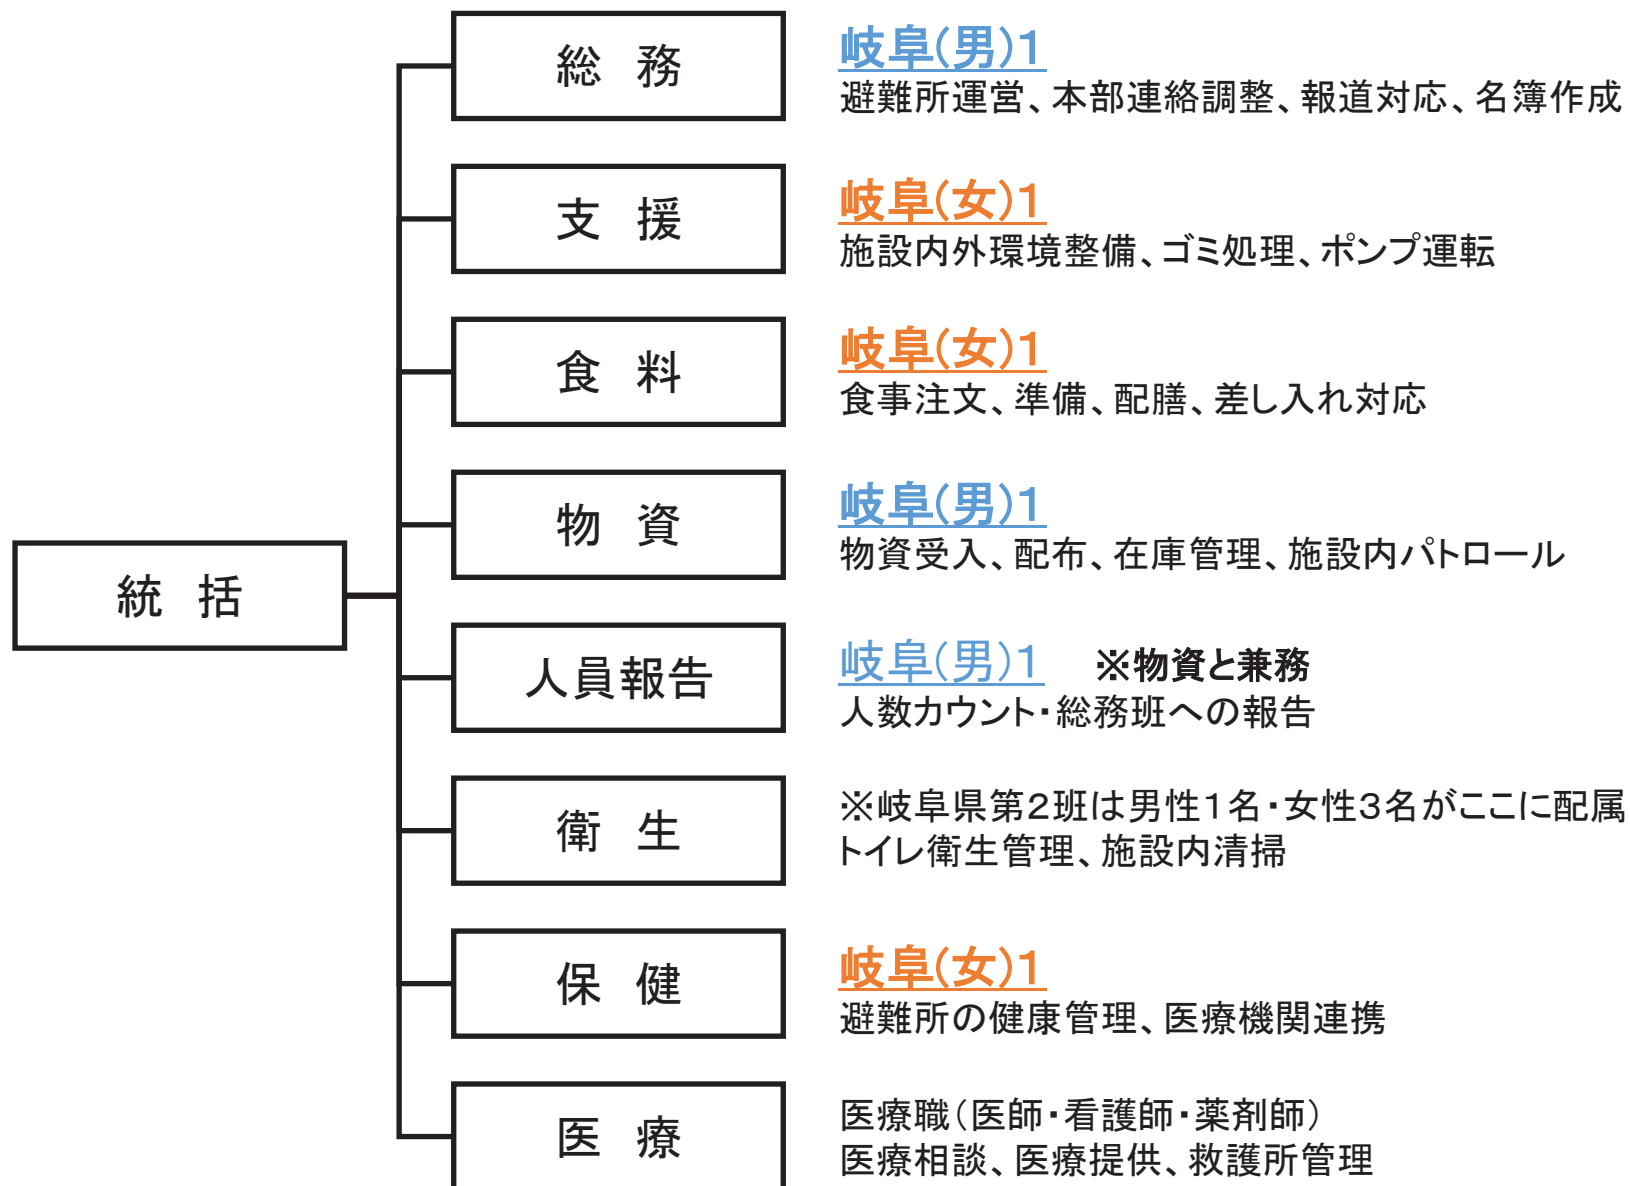 総　務
岐阜(男)1
避難所運営、本部連絡調整、報道対応、名簿作成
支　援
岐阜(女)1
施設内外環境整備、ゴミ処理、ポンプ運転
食　料
岐阜(女)1
食事注文、準備、配膳、差し入れ対応
物　資
岐阜(男)1
物資受入、配布、在庫管理、施設内パトロール
統　括
人員報告
岐阜(男)1　※物資と兼務
人数カウント・総務班への報告
衛　生
※岐阜県第２班は男性１名・女性３名がここに配属
トイレ衛生管理、施設内清掃
保　健
岐阜(女)1
避難所の健康管理、医療機関連携
医　療
医療職(医師・看護師・薬剤師)
医療相談、医療提供、救護所管理